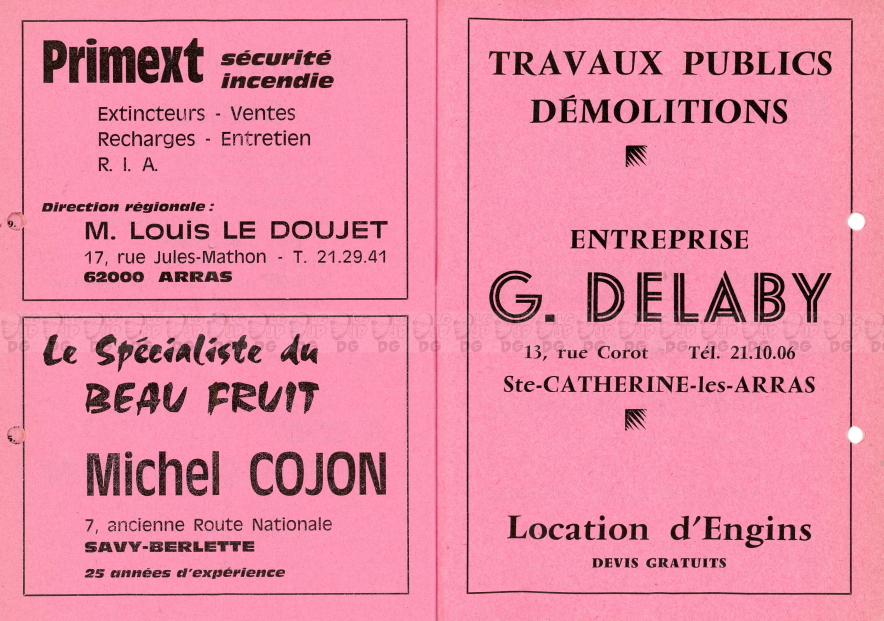 Primext sécurité
incendie
Extincteurs - Ventes
Recharges - Entretien
R. I. A.
Direction régionale :
M. Louis LE DOUJET
17, rue Jules-Mathon - T. 21.29.41
62000 ARRAS
Le Spécialiste du
BEAU FRUIT
Michel COJON
7, ancienne Route Nationale
SAVY-BERLETTE
25 années d'expérience
TRAVAUX PUBLICS
DÉMOLITIONS
ENTREPRISE
G. DELABY
13, rue Corot Tél. 21.10.06
Ste-CATHERINE-les-ARRAS
Location d'Engins
DEVIS GRATUITS